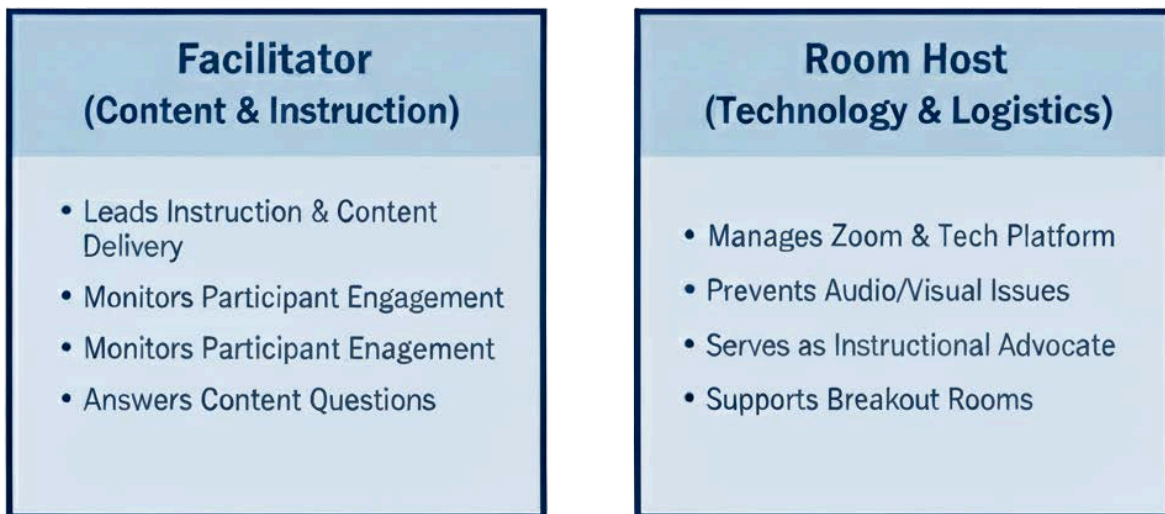 Facilitator
(Content & Instruction)
• Leads Instruction & Content
Delivery
• Monitors Participant Engagement
• Monitors Participant Enagement
• Answers Content Questions
Room Host
(Technology & Logistics)
• Manages Zoom & Tech Platform
• Prevents Audio/Visual Issues
• Serves as Instructional Advocate
• Supports Breakout Rooms